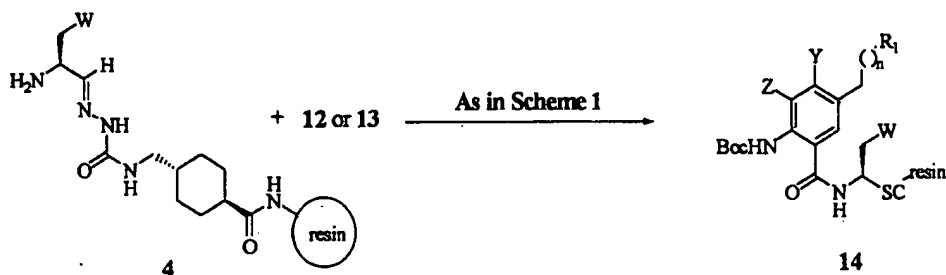 W
H
H₂N
N
NH
O
N
H
H
N
O
resin
4
+ 12 or 13
As in Scheme 1
Y
( )n
R₁
Z
BocHN
W
O
N
H
SC
resin
14